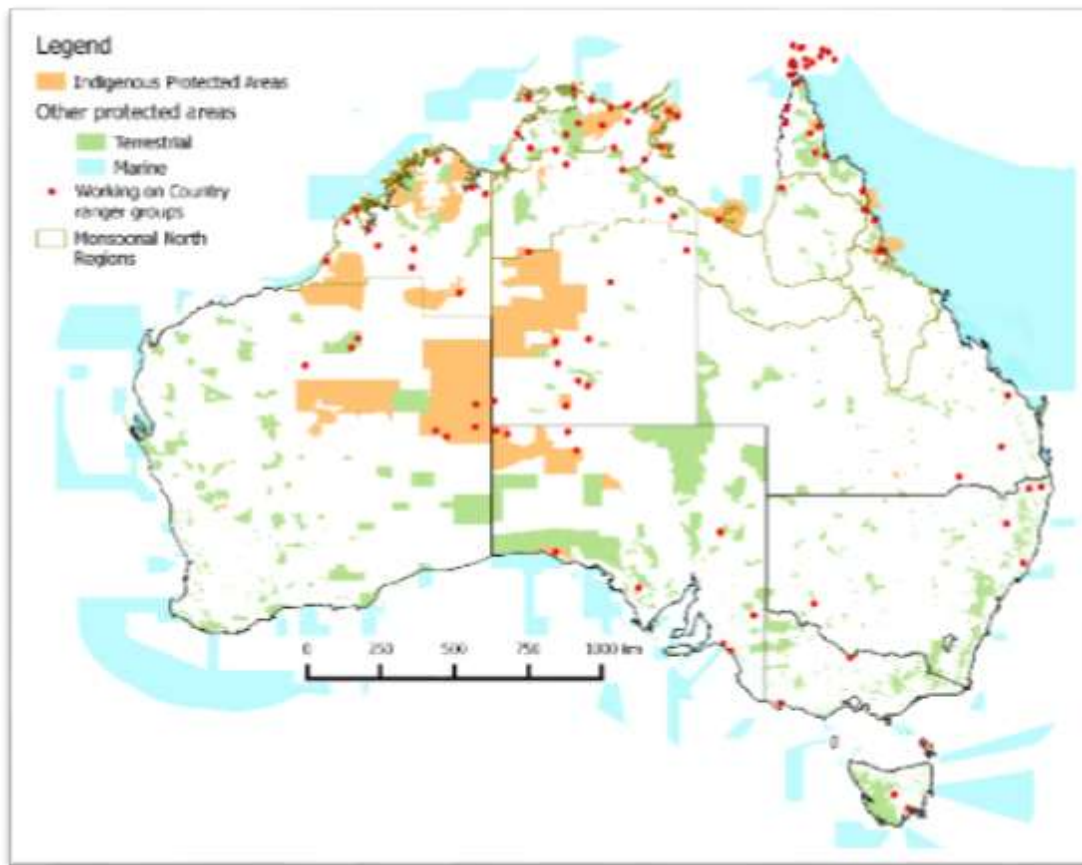 Legend
Indigenous Protected Areas
Other protected areas
Terrestrial
Marine
Working on Country
ranger groups
Monsoonal North
Regions
0 250 500 750 1000 km